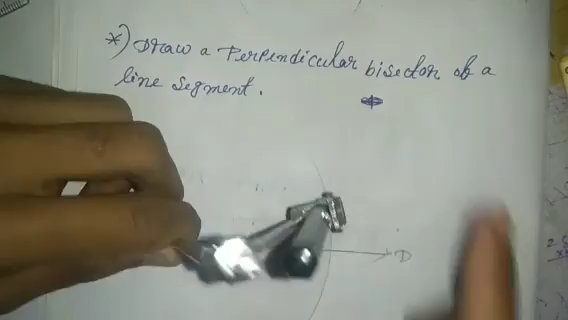 *) Draw a Perpendicular bisector of a
line segment.
D